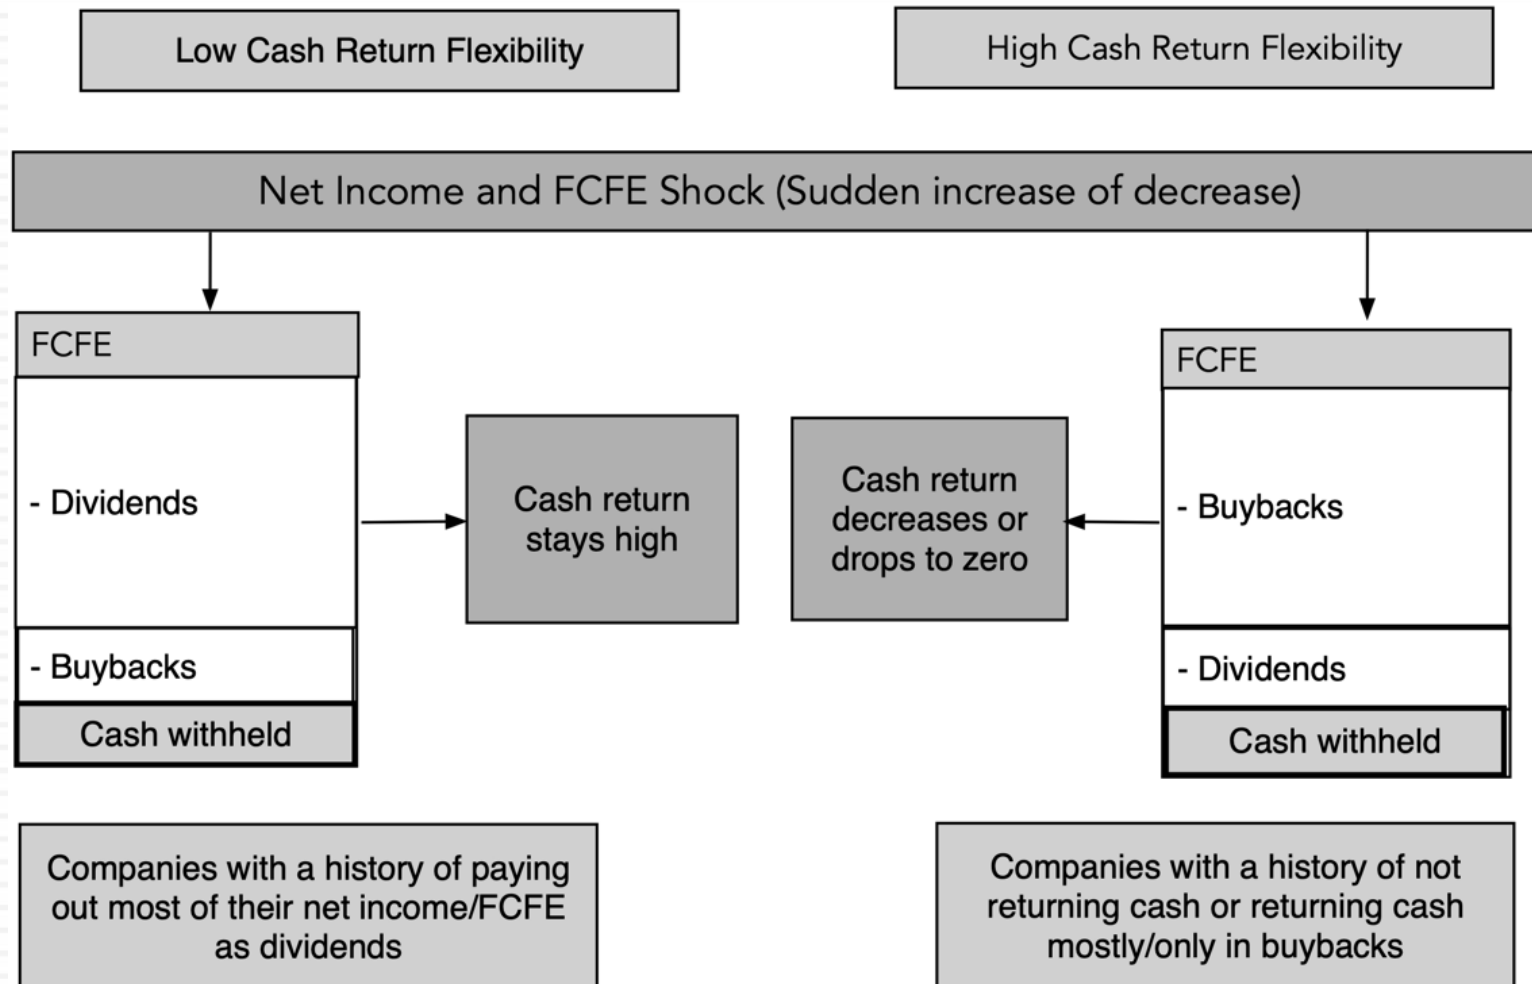 Low Cash Return Flexibility
High Cash Return Flexibility
Net Income and FCFE Shock (Sudden increase of decrease)
FCFE
- Dividends
- Buybacks
Cash withheld
Cash return
stays high
Cash return
decreases or
drops to zero
FCFE
- Buybacks
- Dividends
Cash withheld
Companies with a history of paying
out most of their net income/FCFE
as dividends
Companies with a history of not
returning cash or returning cash
mostly/only in buybacks